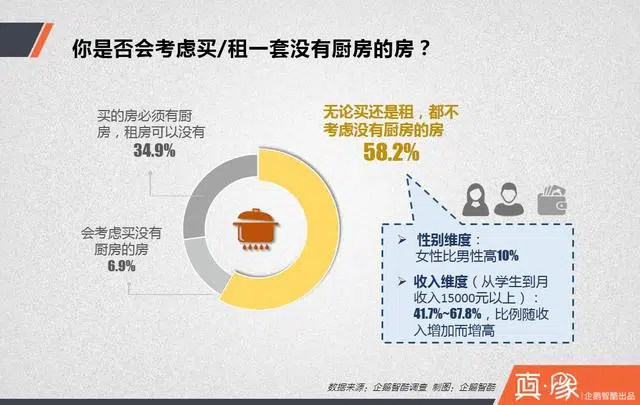 你是否会考虑买/租一套没有厨房的房？
买的房必须有厨
房，租房可以没有
34.9%
无论买还是租，都不
考虑没有厨房的房
58.2%
会考虑买没有
厨房的房
6.9%
性别维度：
女性比男性高10%
收入维度（从学生到月
收入15000元以上）：
41.7%~67.8%，比例随收
入增加而增高
数据来源：企鹅智酷调查 制图：企鹅智酷
真·像
企鹅智酷出品